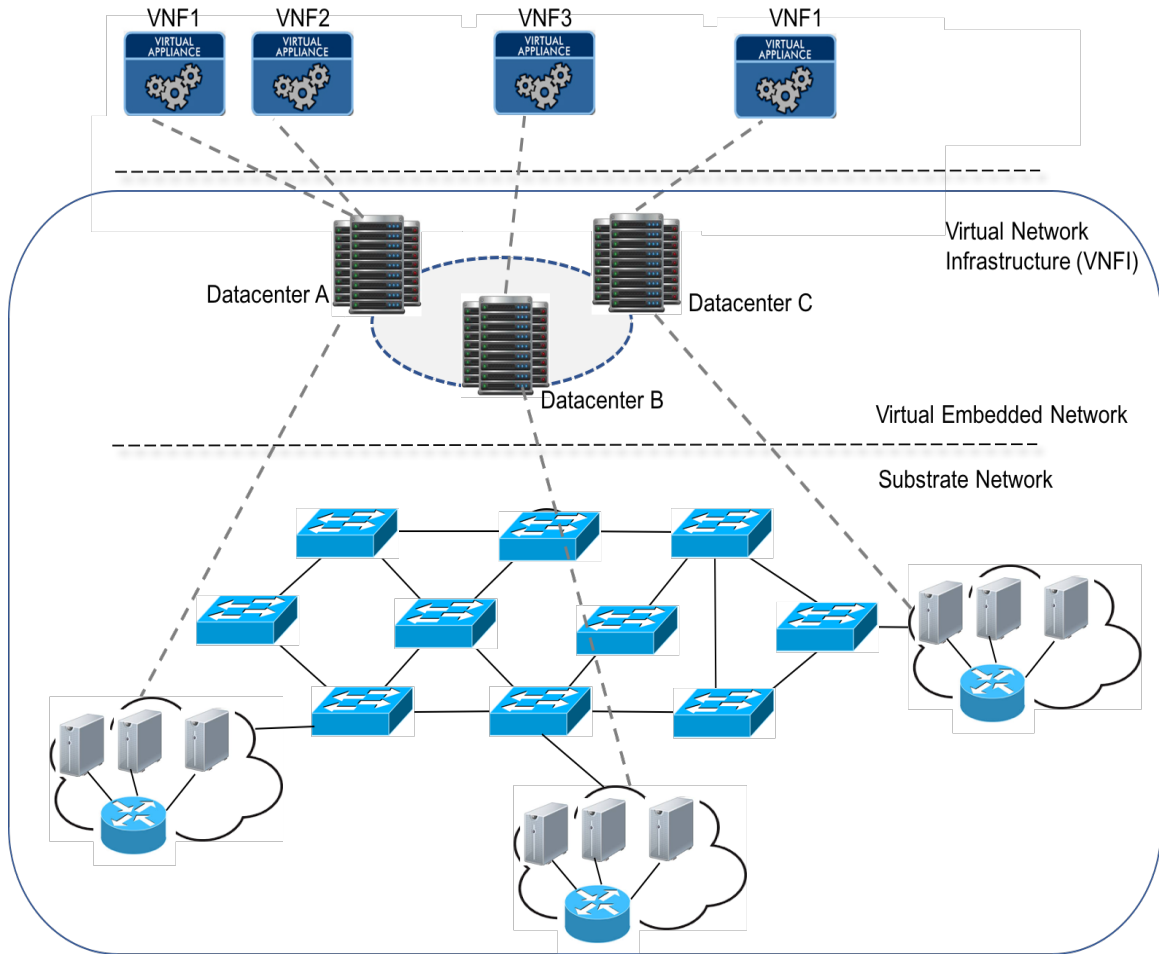 VNF1
VNF2
VNF3
VNF1
VIRTUAL
APPLIANCE
VIRTUAL
APPLIANCE
VIRTUAL
APPLIANCE
VIRTUAL
APPLIANCE
Virtual Network
Infrastructure (VNFI)
Datacenter A
Datacenter C
Datacenter B
Virtual Embedded Network
Substrate Network